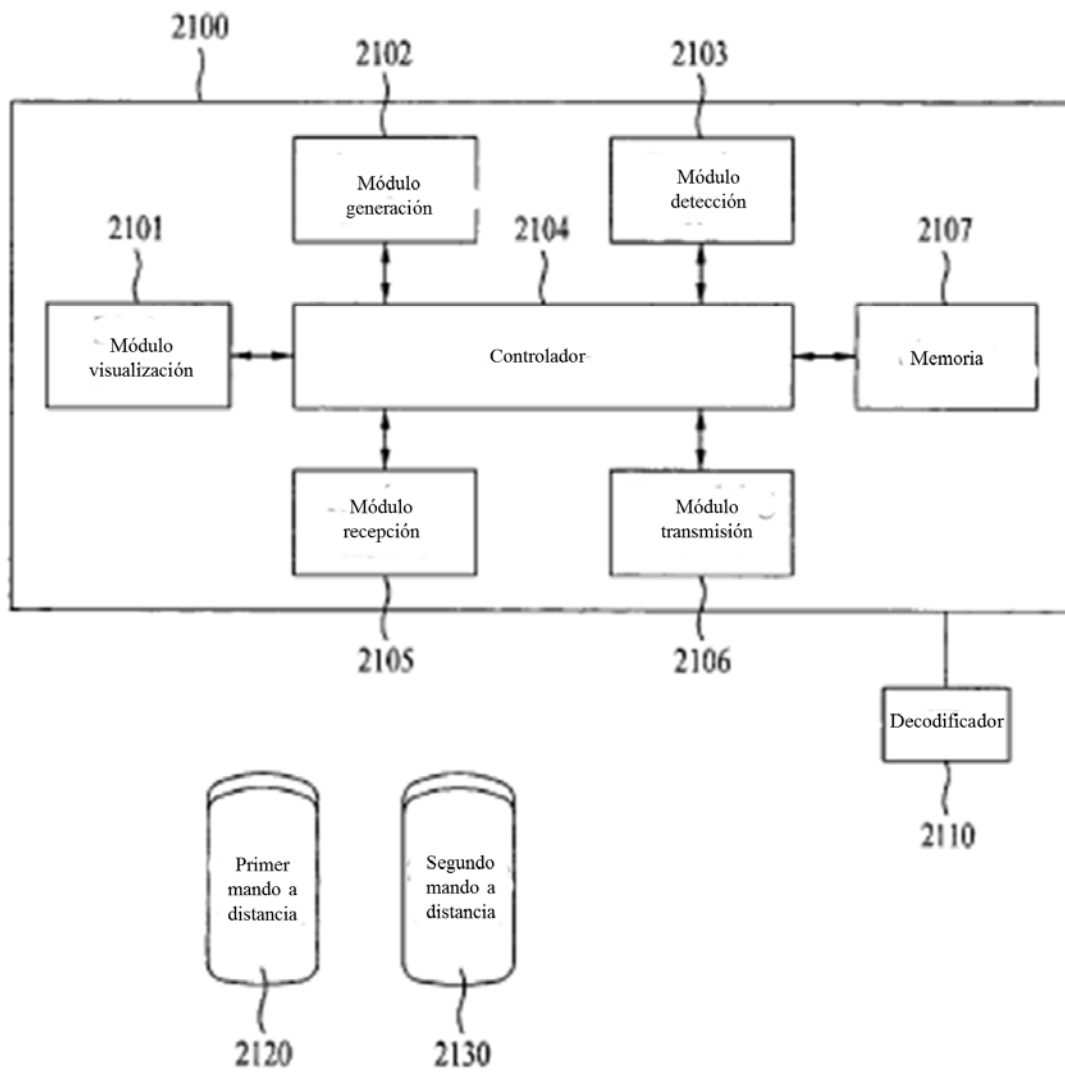 2100
2102
2103
Módulo
generación
Módulo
detección
2101
2104
2107
Módulo
visualización
Controlador
Memoria
Módulo
recepción
Módulo
transmisión
2105
2106
Decodificador
2110
Primer
mando a
distancia
Segundo
mando a
distancia
2120
2130